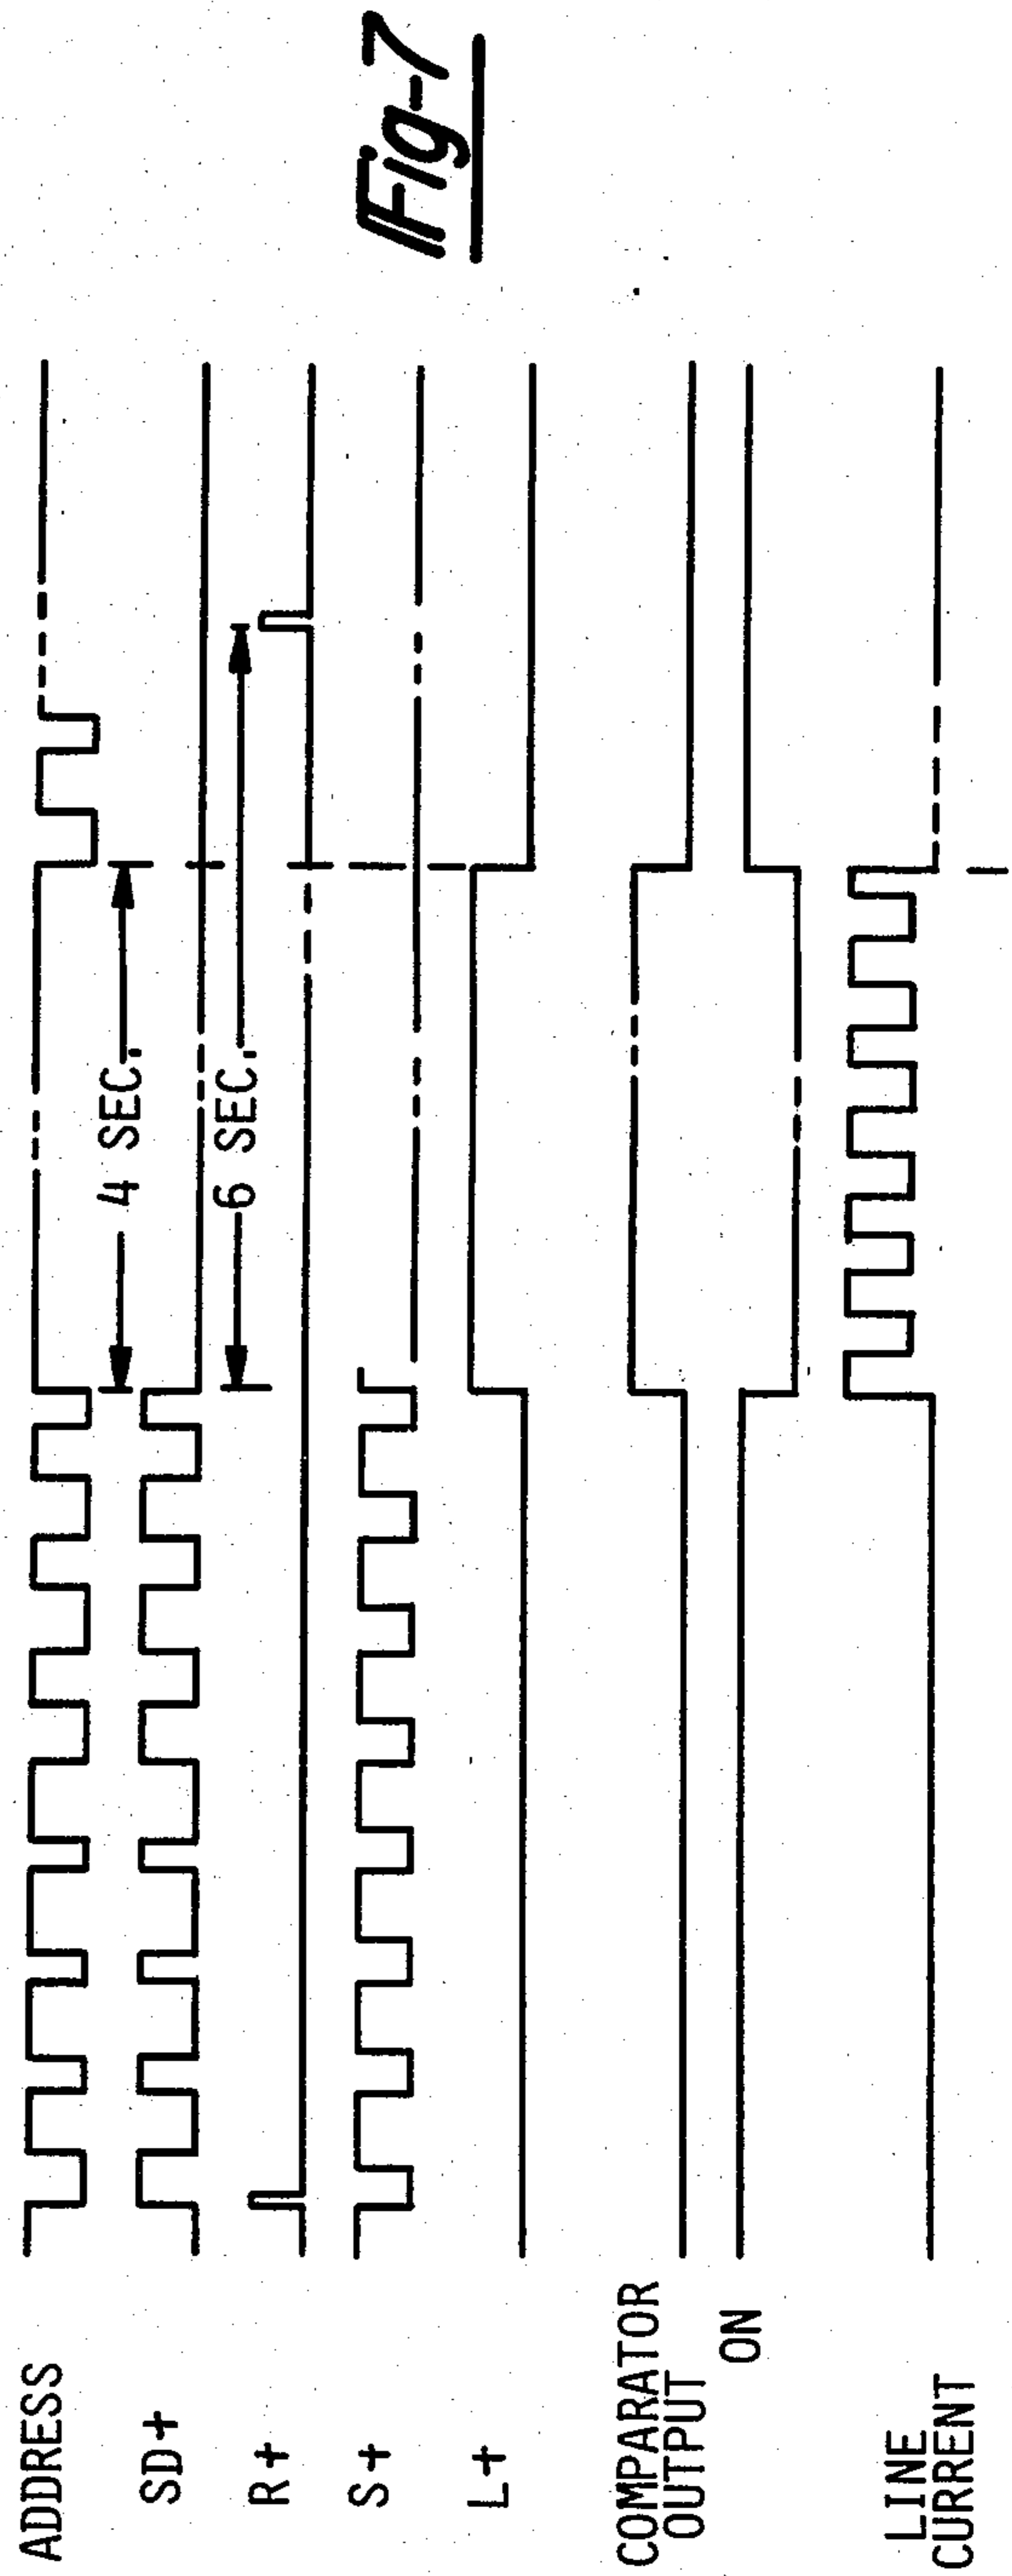 ADDRESS
SD+
R+
S+
L+
COMPARATOR
OUTPUT
ON
LINE
CURRENT
4 SEC.
6 SEC.
Fig-7